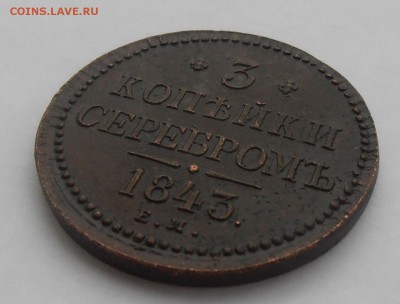 COINS.LAVE.RU
3
КОПѢЙКИ
СЕРЕБРОМЪ
1843.
Е.М.